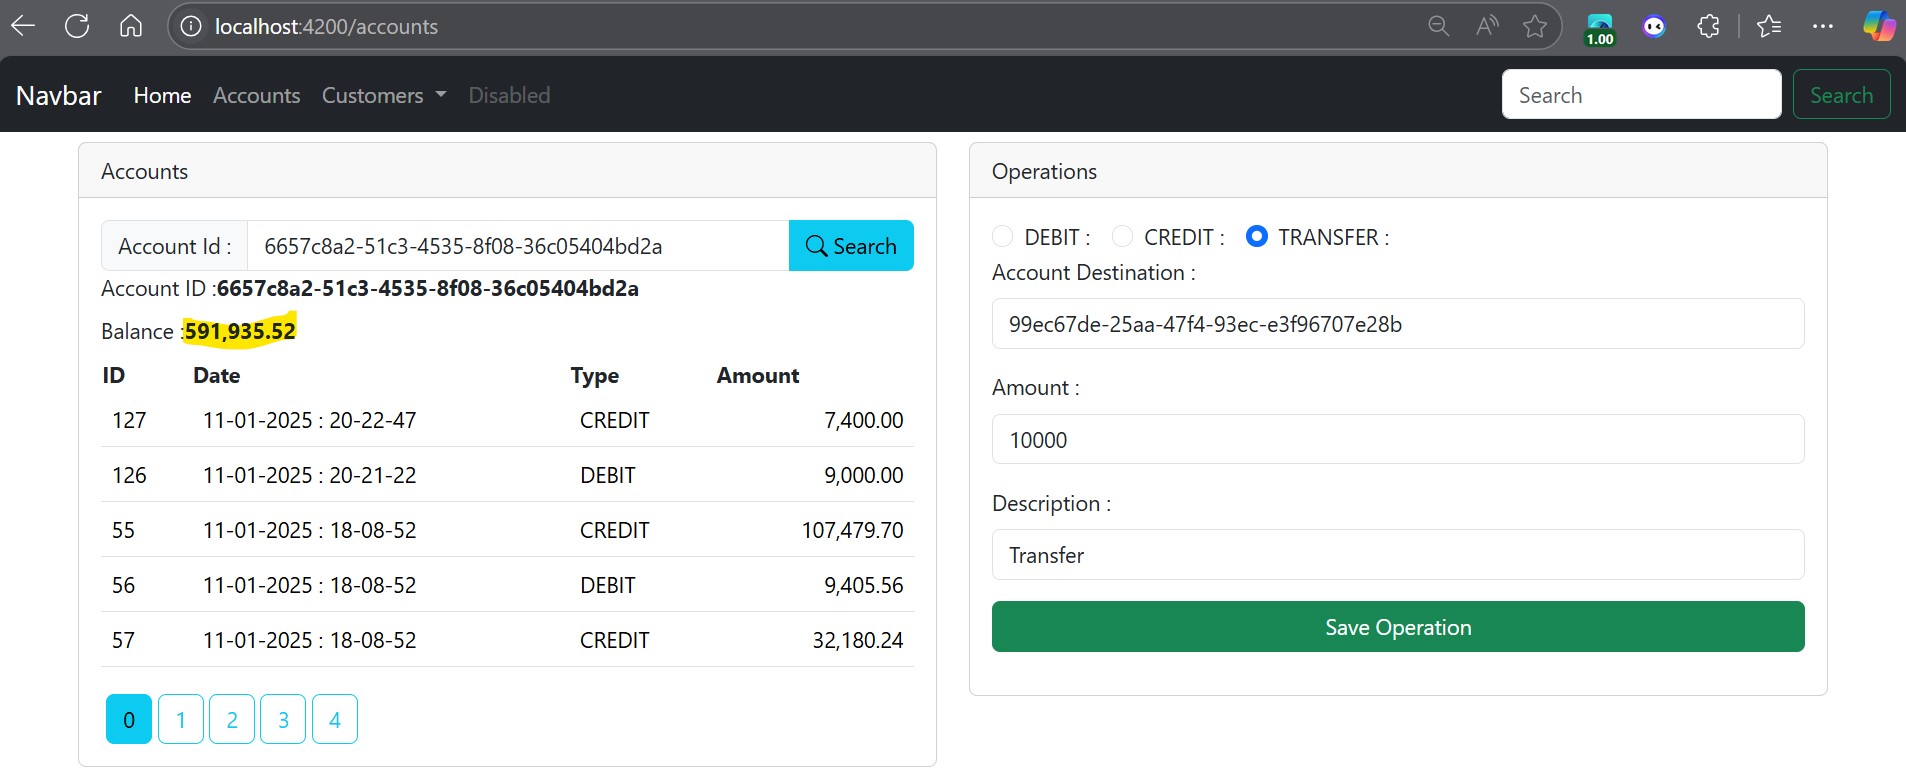 localhost:4200/accounts
1.00
Navbar Home Accounts Customers Disabled Search Search
Accounts
Account Id : 6657c8a2-51c3-4535-8f08-36c05404bd2a Search
Account ID :6657c8a2-51c3-4535-8f08-36c05404bd2a
Balance :591,935.52
ID Date Type Amount
127 11-01-2025 : 20-22-47 CREDIT 7,400.00
126 11-01-2025 : 20-21-22 DEBIT 9,000.00
55 11-01-2025 : 18-08-52 CREDIT 107,479.70
56 11-01-2025 : 18-08-52 DEBIT 9,405.56
57 11-01-2025 : 18-08-52 CREDIT 32,180.24
0 1 2 3 4
Operations
DEBIT : CREDIT : TRANSFER :
Account Destination :
99ec67de-25aa-47f4-93ec-e3f96707e28b
Amount :
10000
Description :
Transfer
Save Operation